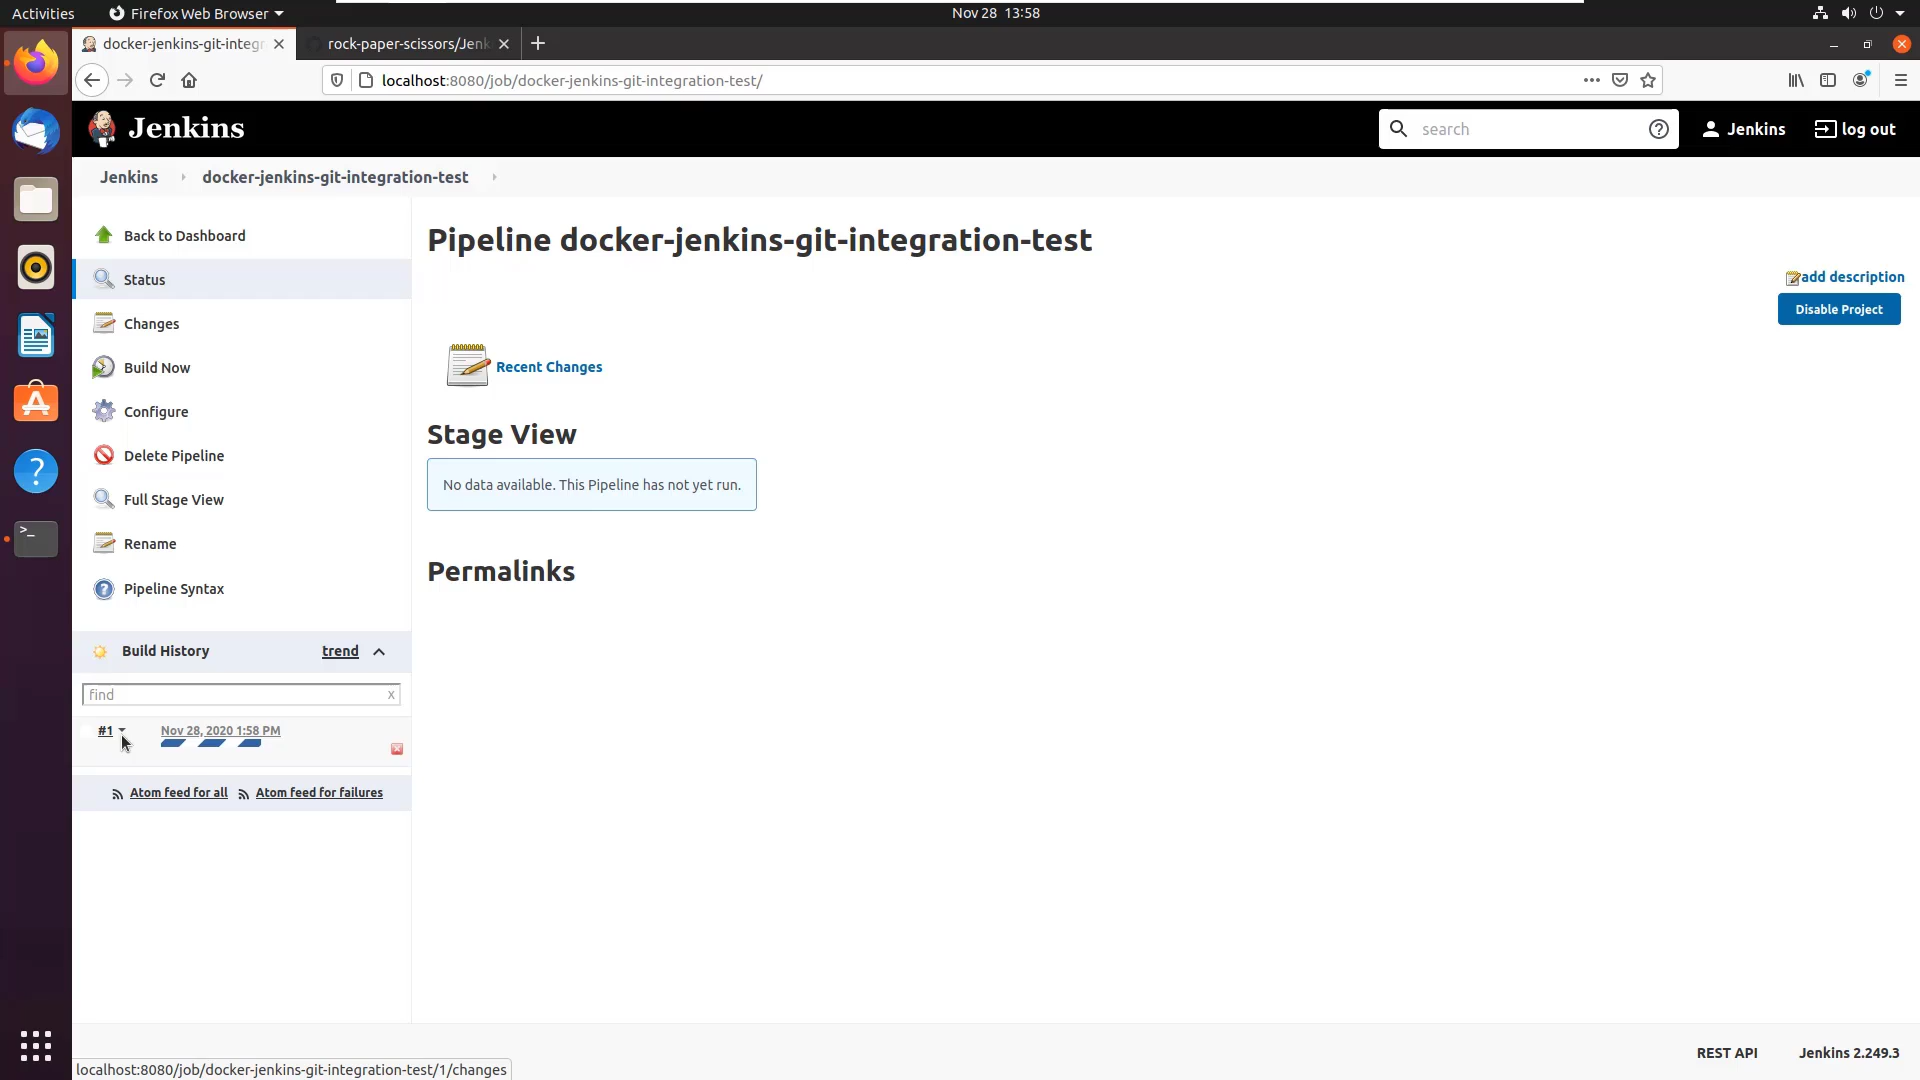 Activities
Firefox Web Browser
Nov 28 13:58
docker-jenkins-git-integr
rock-paper-scissors/Jenk
localhost:8080/job/docker-jenkins-git-integration-test/
Jenkins
search
Jenkins
log out
Jenkins
docker-jenkins-git-integration-test
Back to Dashboard
Status
Changes
Build Now
Configure
Delete Pipeline
Full Stage View
Rename
Pipeline Syntax
Build History
trend
find
x
#1
Nov 28, 2020 1:58 PM
Atom feed for all
Atom feed for failures
Pipeline docker-jenkins-git-integration-test
add description
Disable Project
Recent Changes
Stage View
No data available. This Pipeline has not yet run.
Permalinks
REST API
Jenkins 2.249.3
localhost:8080/job/docker-jenkins-git-integration-test/1/changes